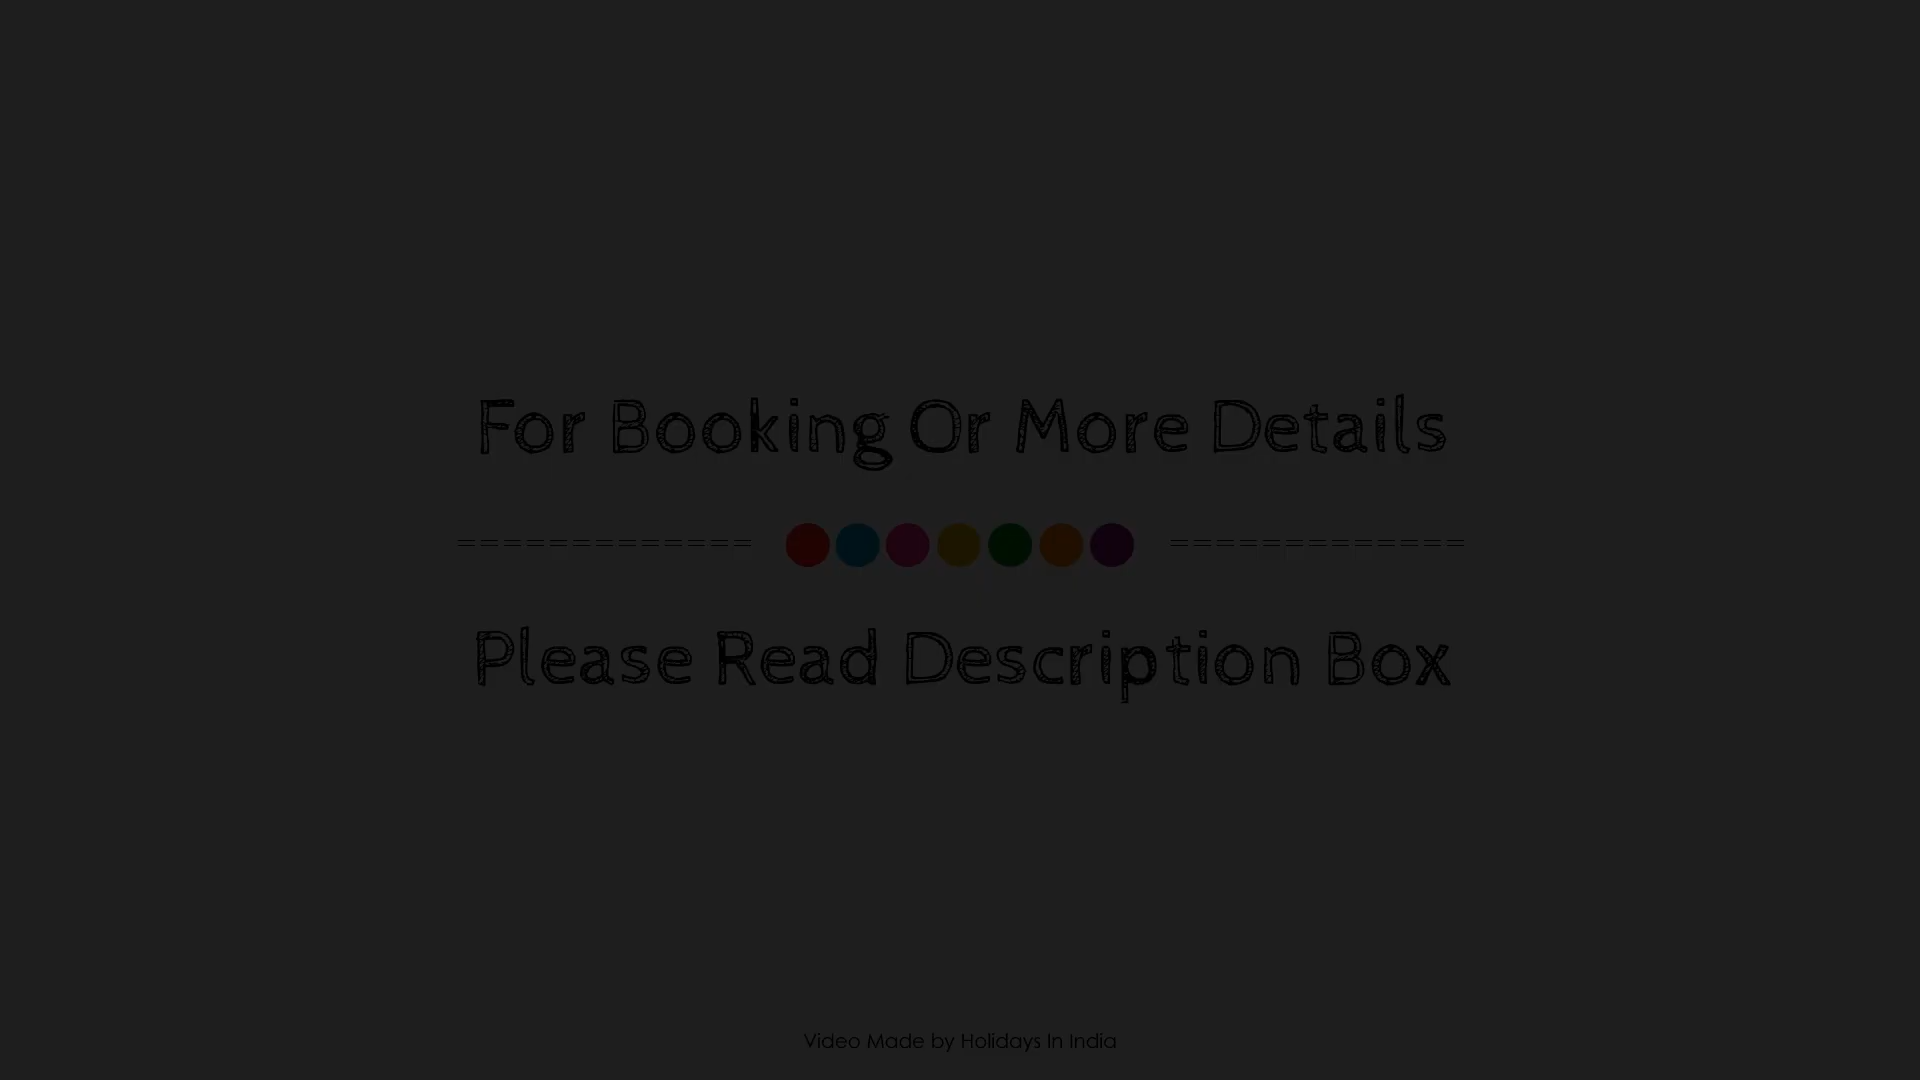 For Booking Or More Details
============= =============
Please Read Description Box
Video Made by Holidays In India